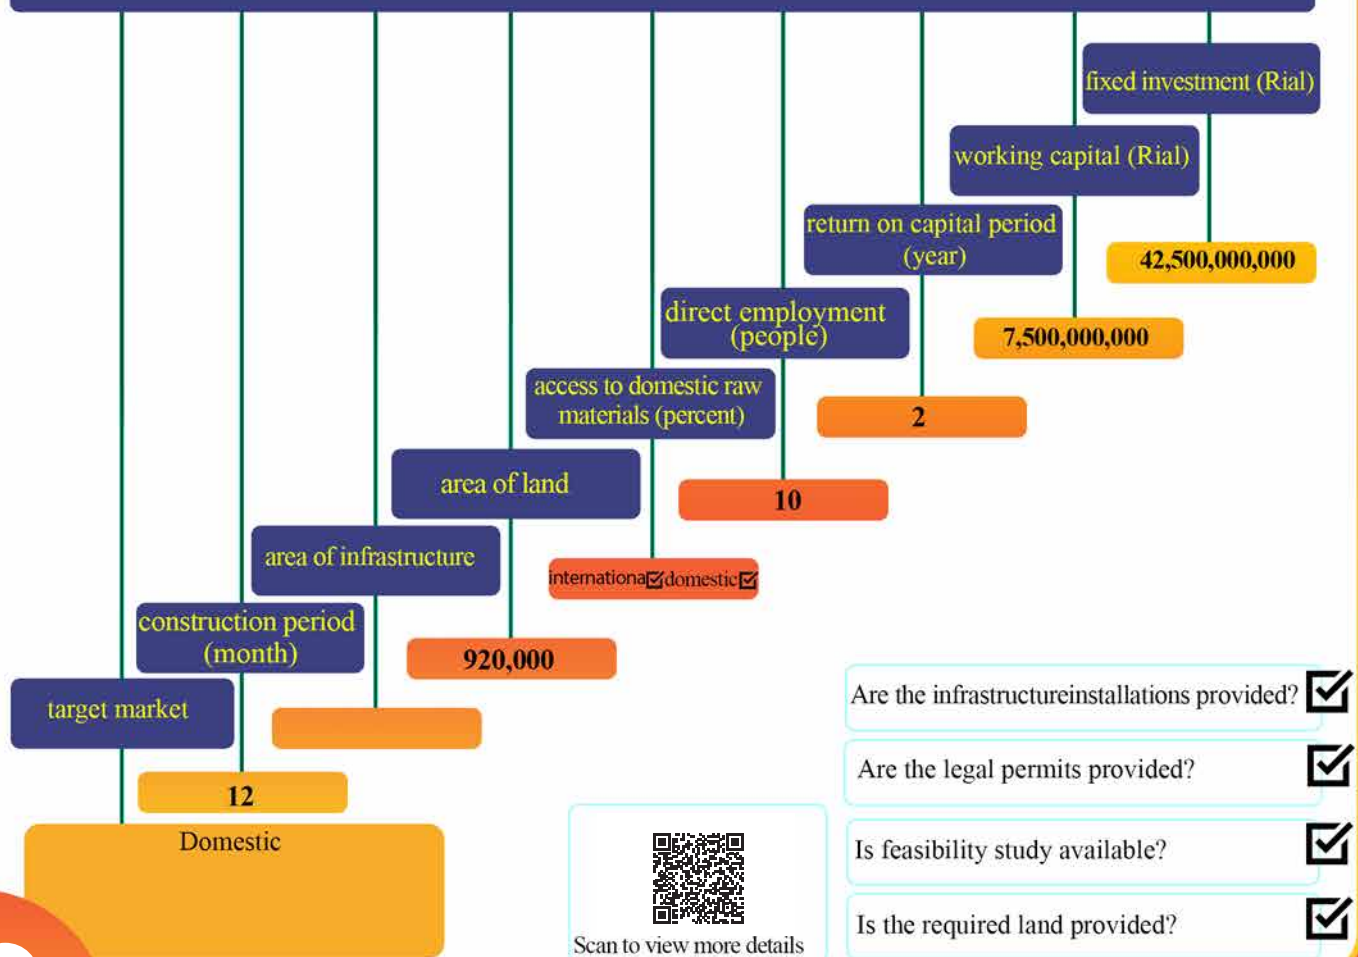 fixed investment (Rial)
42,500,000,000
working capital (Rial)
7,500,000,000
return on capital period
(year)
2
direct employment
(people)
10
access to domestic raw
materials (percent)
internationa☑domestic☑
area of land
920,000
area of infrastructure
construction period
(month)
12
target market
Domestic
Scan to view more details
Are the infrastructureinstallations provided? ☑
Are the legal permits provided? ☑
Is feasibility study available? ☑
Is the required land provided? ☑